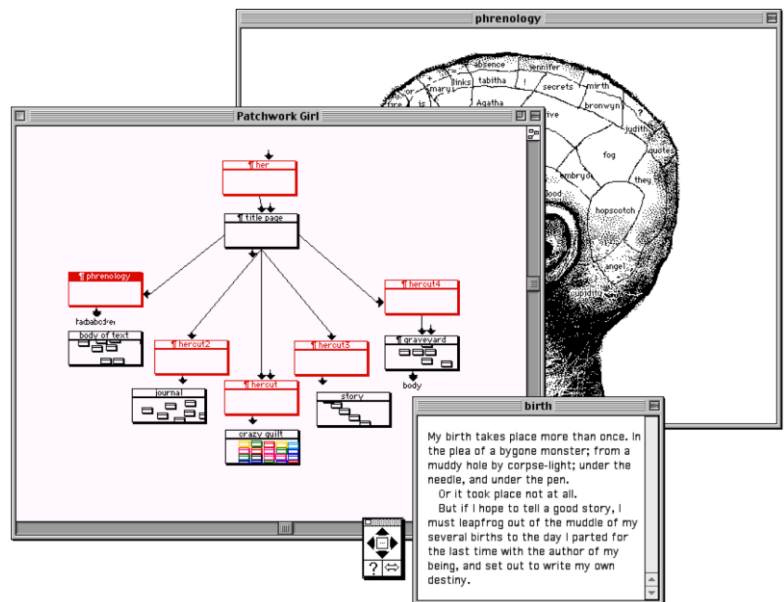 phrenology
absence
jennifer
or
+
=
links
tabitha
!
secrets
mirth
is
mary
Agatha
bronwyn
?
judith
fog
quotes
embryo
they
hopscotch
angel
cupidity
Patchwork Girl
¶ her
¶ title page
¶ phrenology
¶ hercut4
body of text
¶ hercut2
¶ hercut3
¶ graveyard
body
journal
¶ hercut
story
crazy quilt
birth
My birth takes place more than once. In
the plea of a bygone monster; from a
muddy hole by corpse-light; under the
needle, and under the pen.
Or it took place not at all.
But if I hope to tell a good story, I
must leapfrog out of the muddle of my
several births to the day I parted for
the last time with the author of my
being, and set out to write my own
destiny.
?